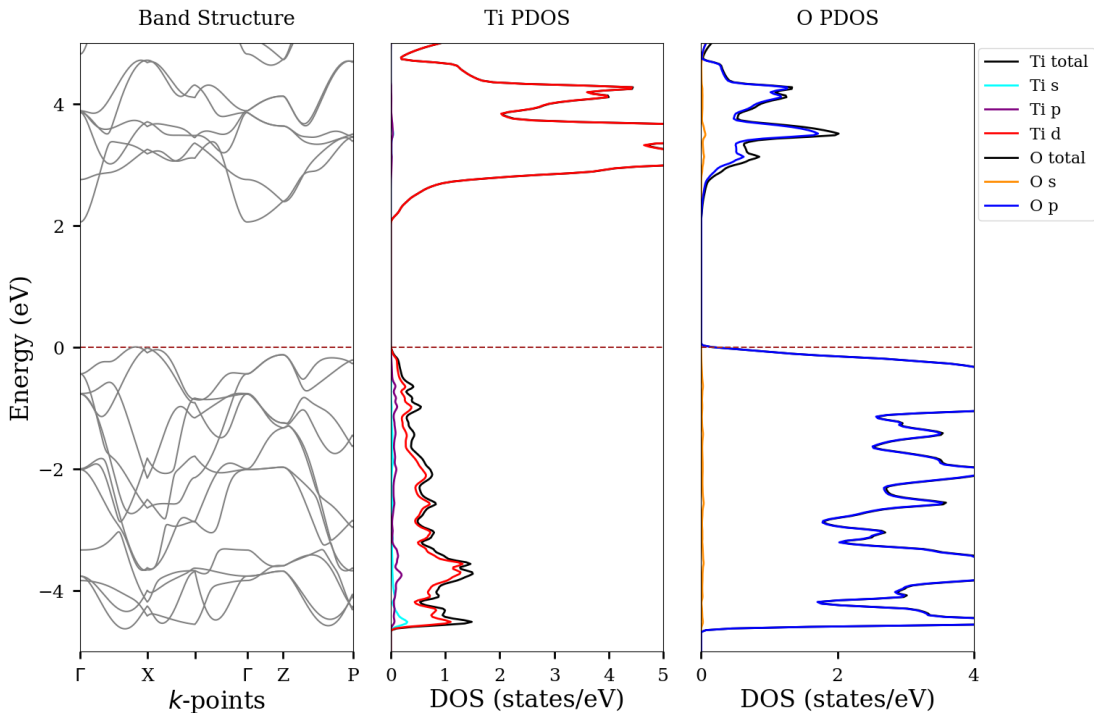 Band Structure
Ti PDOS
O PDOS
Energy (eV)
4
2
0
−2
−4
Γ
X
Γ
Z
P
k-points
0
1
2
3
4
5
DOS (states/eV)
0
2
4
DOS (states/eV)
Ti total
Ti s
Ti p
Ti d
O total
O s
O p